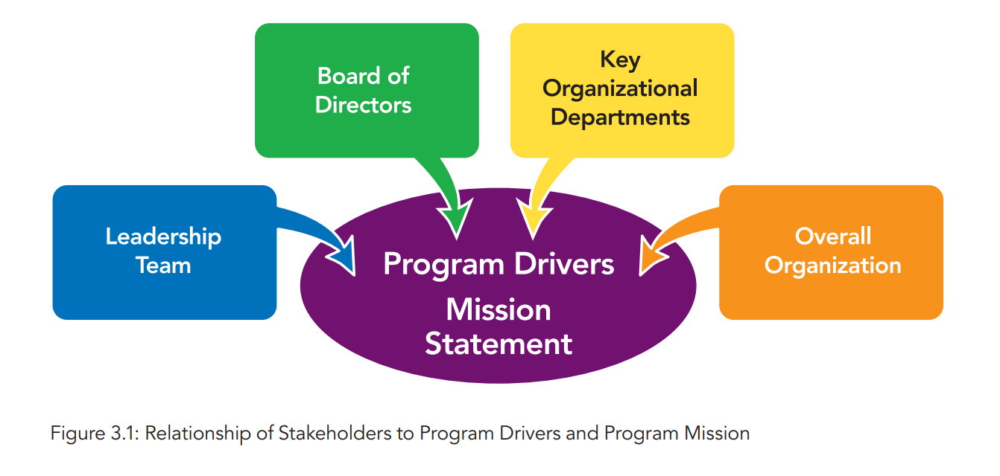 Board of
Directors
Key
Organizational
Departments
Leadership
Team
Overall
Organization
Program Drivers
Mission
Statement
Figure 3.1: Relationship of Stakeholders to Program Drivers and Program Mission